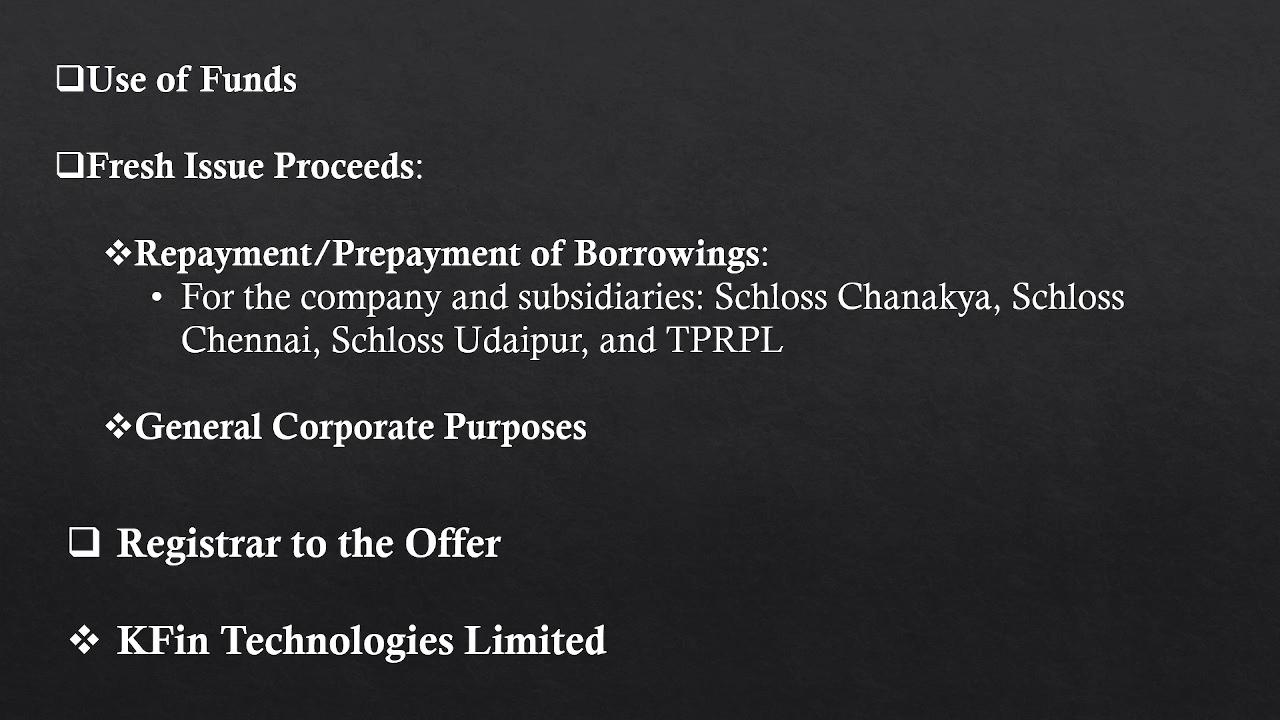 ❑Use of Funds
❑Fresh Issue Proceeds:
❖Repayment/Prepayment of Borrowings:
• For the company and subsidiaries: Schloss Chanakya, Schloss
Chennai, Schloss Udaipur, and TPRPL
❖General Corporate Purposes
❑ Registrar to the Offer
❖ KFin Technologies Limited